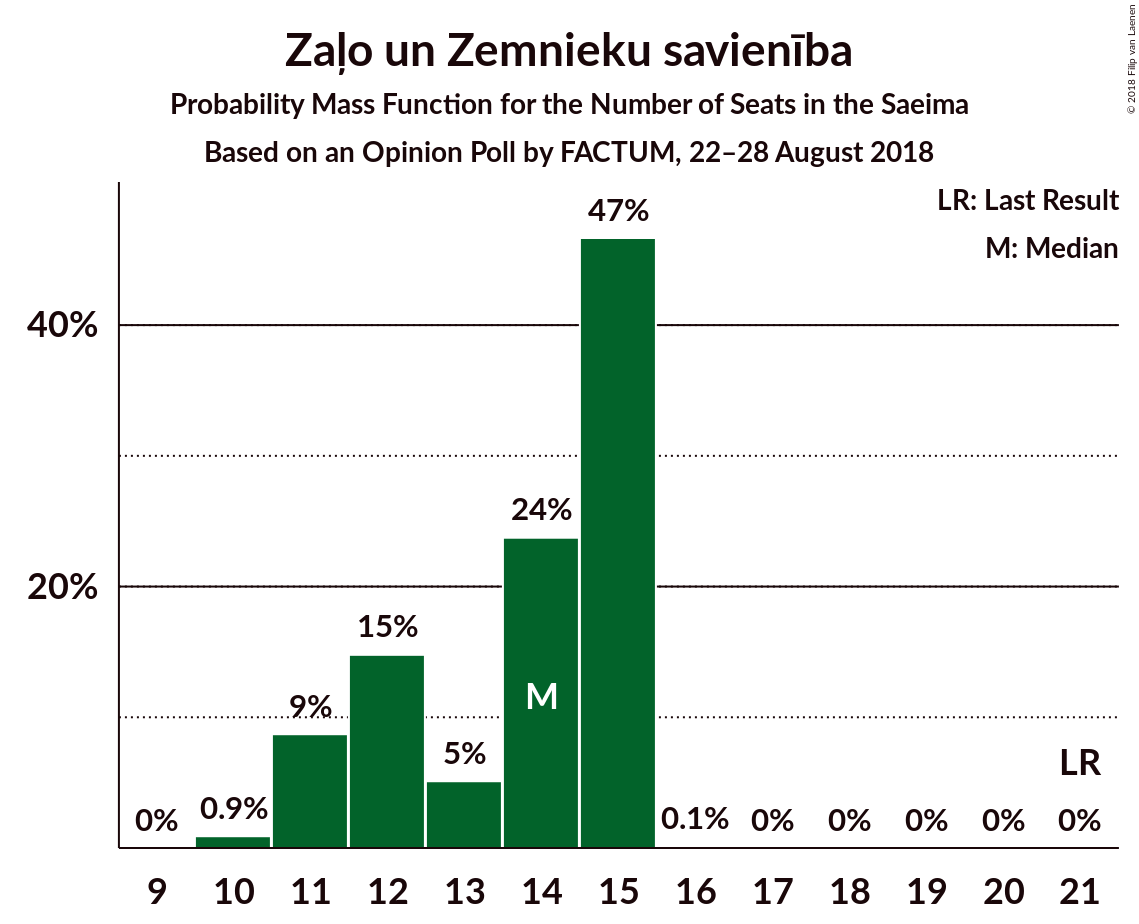 Zaļo un Zemnieku savienība
Probability Mass Function for the Number of Seats in the Saeima
Based on an Opinion Poll by FACTUM, 22–28 August 2018
© 2018 Filip van Laenen
LR: Last Result
M: Median
40%
20%
0%
0.9%
9%
15%
5%
24%
47%
0.1%
0%
0%
0%
0%
0%
M
LR
9 10 11 12 13 14 15 16 17 18 19 20 21